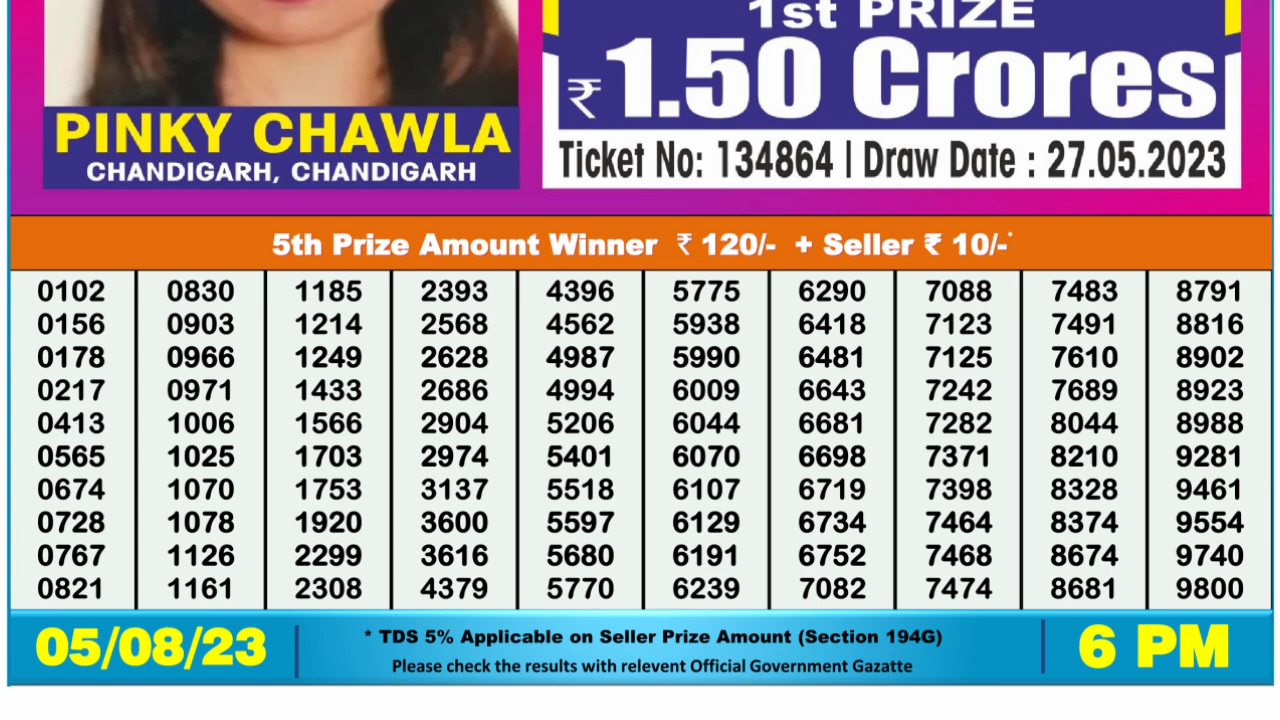 1st PRIZE
₹ 1.50 Crores
PINKY CHAWLA
CHANDIGARH, CHANDIGARH
Ticket No: 134864 | Draw Date : 27.05.2023
5th Prize Amount Winner ₹ 120/- + Seller ₹ 10/-*
0102 0830 1185 2393 4396 5775 6290 7088 7483 8791
0156 0903 1214 2568 4562 5938 6418 7123 7491 8816
0178 0966 1249 2628 4987 5990 6481 7125 7610 8902
0217 0971 1433 2686 4994 6009 6643 7242 7689 8923
0413 1006 1566 2904 5206 6044 6681 7282 8044 8988
0565 1025 1703 2974 5401 6070 6698 7371 8210 9281
0674 1070 1753 3137 5518 6107 6719 7398 8328 9461
0728 1078 1920 3600 5597 6129 6734 7464 8374 9554
0767 1126 2299 3616 5680 6191 6752 7468 8674 9740
0821 1161 2308 4379 5770 6239 7082 7474 8681 9800
05/08/23
* TDS 5% Applicable on Seller Prize Amount (Section 194G)
Please check the results with relevent Official Government Gazatte
6 PM